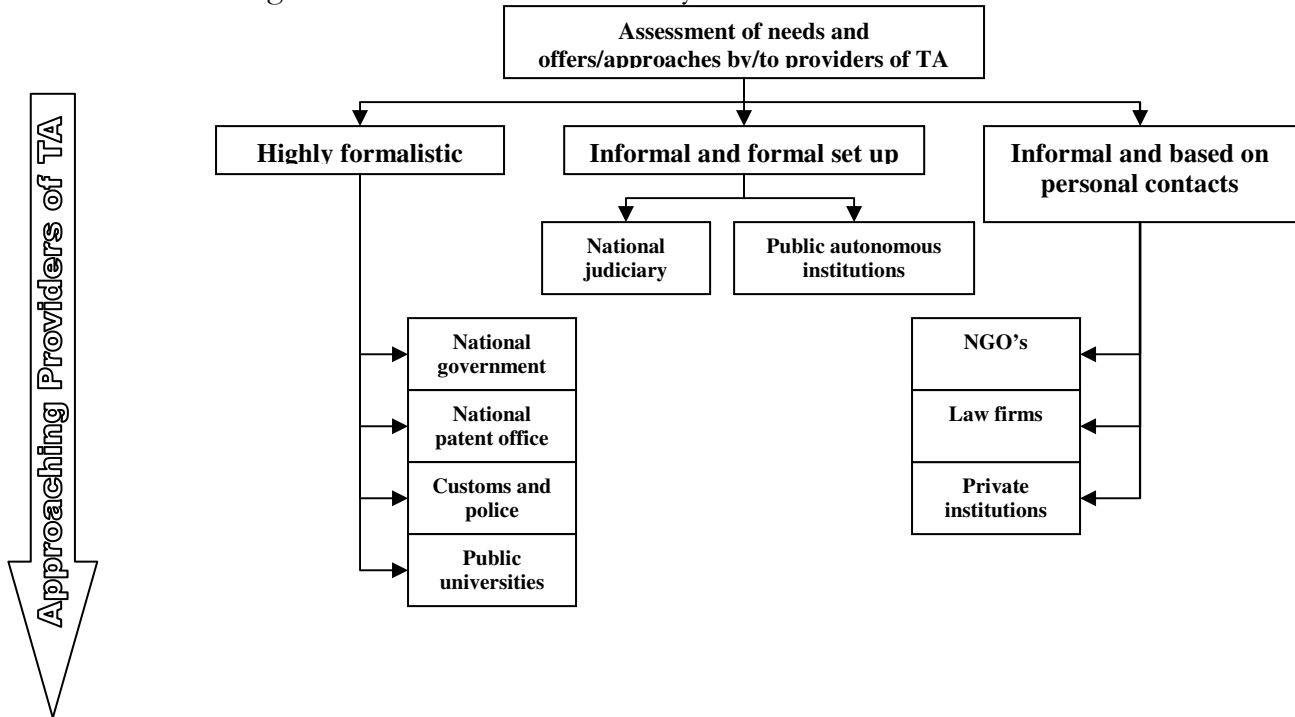 Assessment of needs and
offers/approaches by/to providers of TA
Approaching Providers of TA
Highly formalistic
Informal and formal set up
Informal and based on
personal contacts
National
judiciary
Public autonomous
institutions
National
government
National
patent office
Customs and
police
Public
universities
NGO's
Law firms
Private
institutions